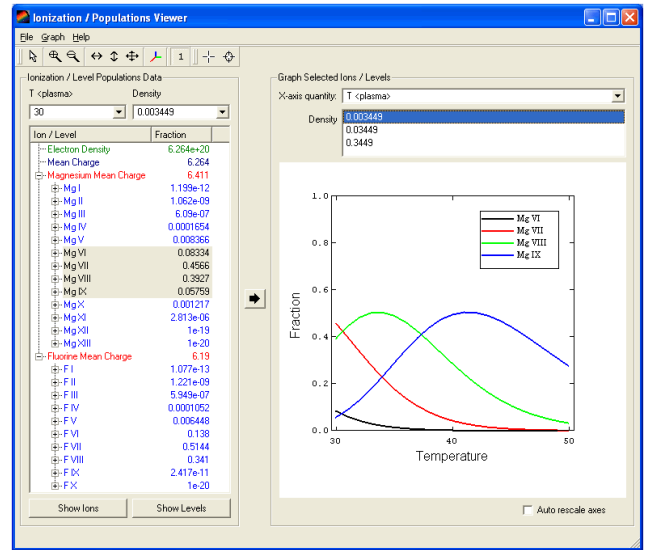 Ionization / Populations Viewer
File Graph Help
1
Ionization / Level Populations Data
T <plasma> Density
30 0.003449
Ion / Level Fraction
Electron Density 6.264e+20
Mean Charge 6.264
Magnesium Mean Charge 6.411
Mg I 1.199e-12
Mg II 1.062e-09
Mg III 6.09e-07
Mg IV 0.0001654
Mg V 0.008366
Mg VI 0.08334
Mg VII 0.4566
Mg VIII 0.3927
Mg IX 0.05759
Mg X 0.001217
Mg XI 2.813e-06
Mg XII 1e-19
Mg XIII 1e-20
Fluorine Mean Charge 6.19
F I 1.077e-13
F II 1.221e-09
F III 5.949e-07
F IV 0.0001052
F V 0.006448
F VI 0.138
F VII 0.5144
F VIII 0.341
F IX 2.417e-11
F X 1e-20
Show Ions Show Levels
Graph Selected Ions / Levels
X-axis quantity: T <plasma>
Density 0.003449
0.03449
0.3449
1.0
0.8
0.6
0.4
0.2
0.0
Fraction
Mg VI
Mg VII
Mg VIII
Mg IX
30 40 50
Temperature
Auto rescale axes